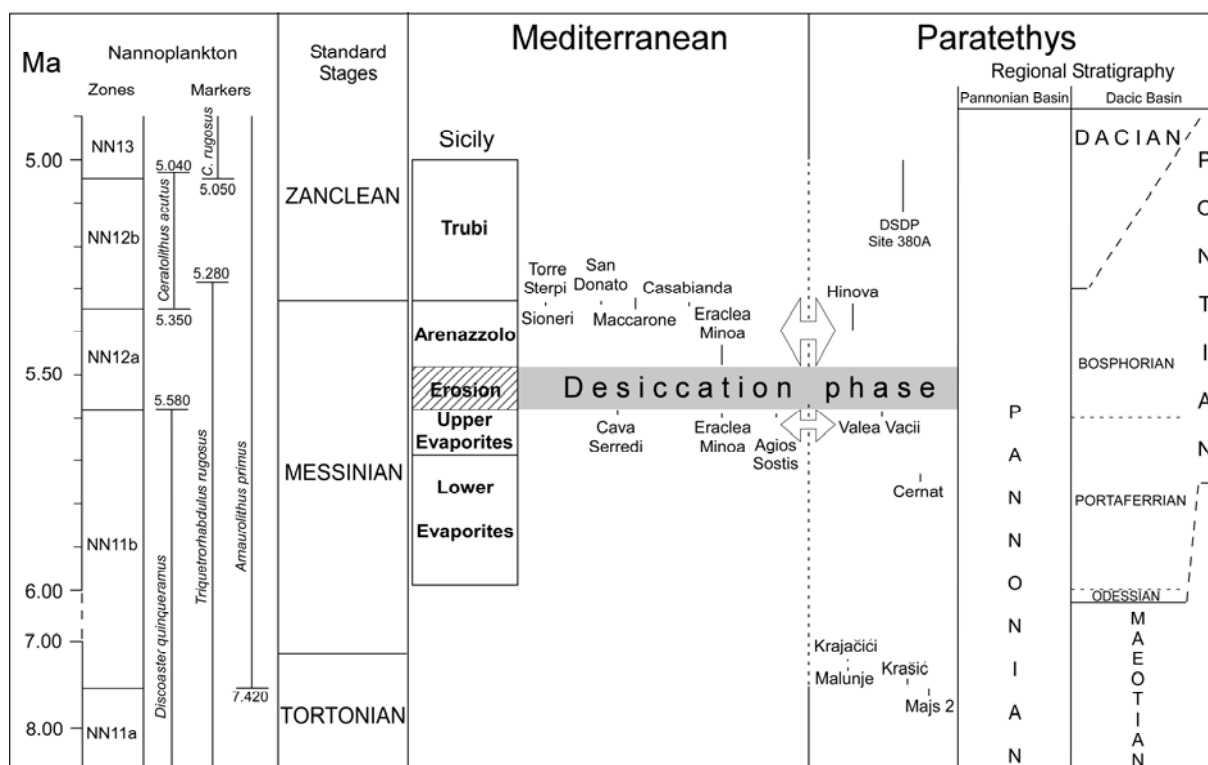 Mediterranean
Paratethys
Ma
Nannoplankton
Standard
Stages
Regional Stratigraphy
Zones
Markers
Pannonian Basin
Dacic Basin
5.00
5.50
6.00
7.00
8.00
NN13
NN12b
NN12a
NN11b
NN11a
5.040
Ceratolithus acutus
5.350
5.580
Discoaster quinqueramus
C. rugosus
5.050
5.280
Triquetrorhabdulus rugosus
Amaurolithus primus
7.420
ZANCLEAN
MESSINIAN
TORTONIAN
Sicily
Trubi
Arenazzolo
Erosion
Upper
Evaporites
Lower
Evaporites
Torre
Sterpi
San
Donato
Casabianda
Sioneri
Maccarone
Eraclea
Minoa
Desiccation phase
Cava
Serredi
Eraclea
Minoa
Agios
Sostis
DSDP
Site 380A
Hinova
Valea Vacii
Cernat
Krajačići
Malunje
Krašić
Majs 2
PANNONIAN
DACIAN
BOSPHORIAN
PORTAFERRIAN
ODESSIAN
MAEOTIAN
PONTIAN